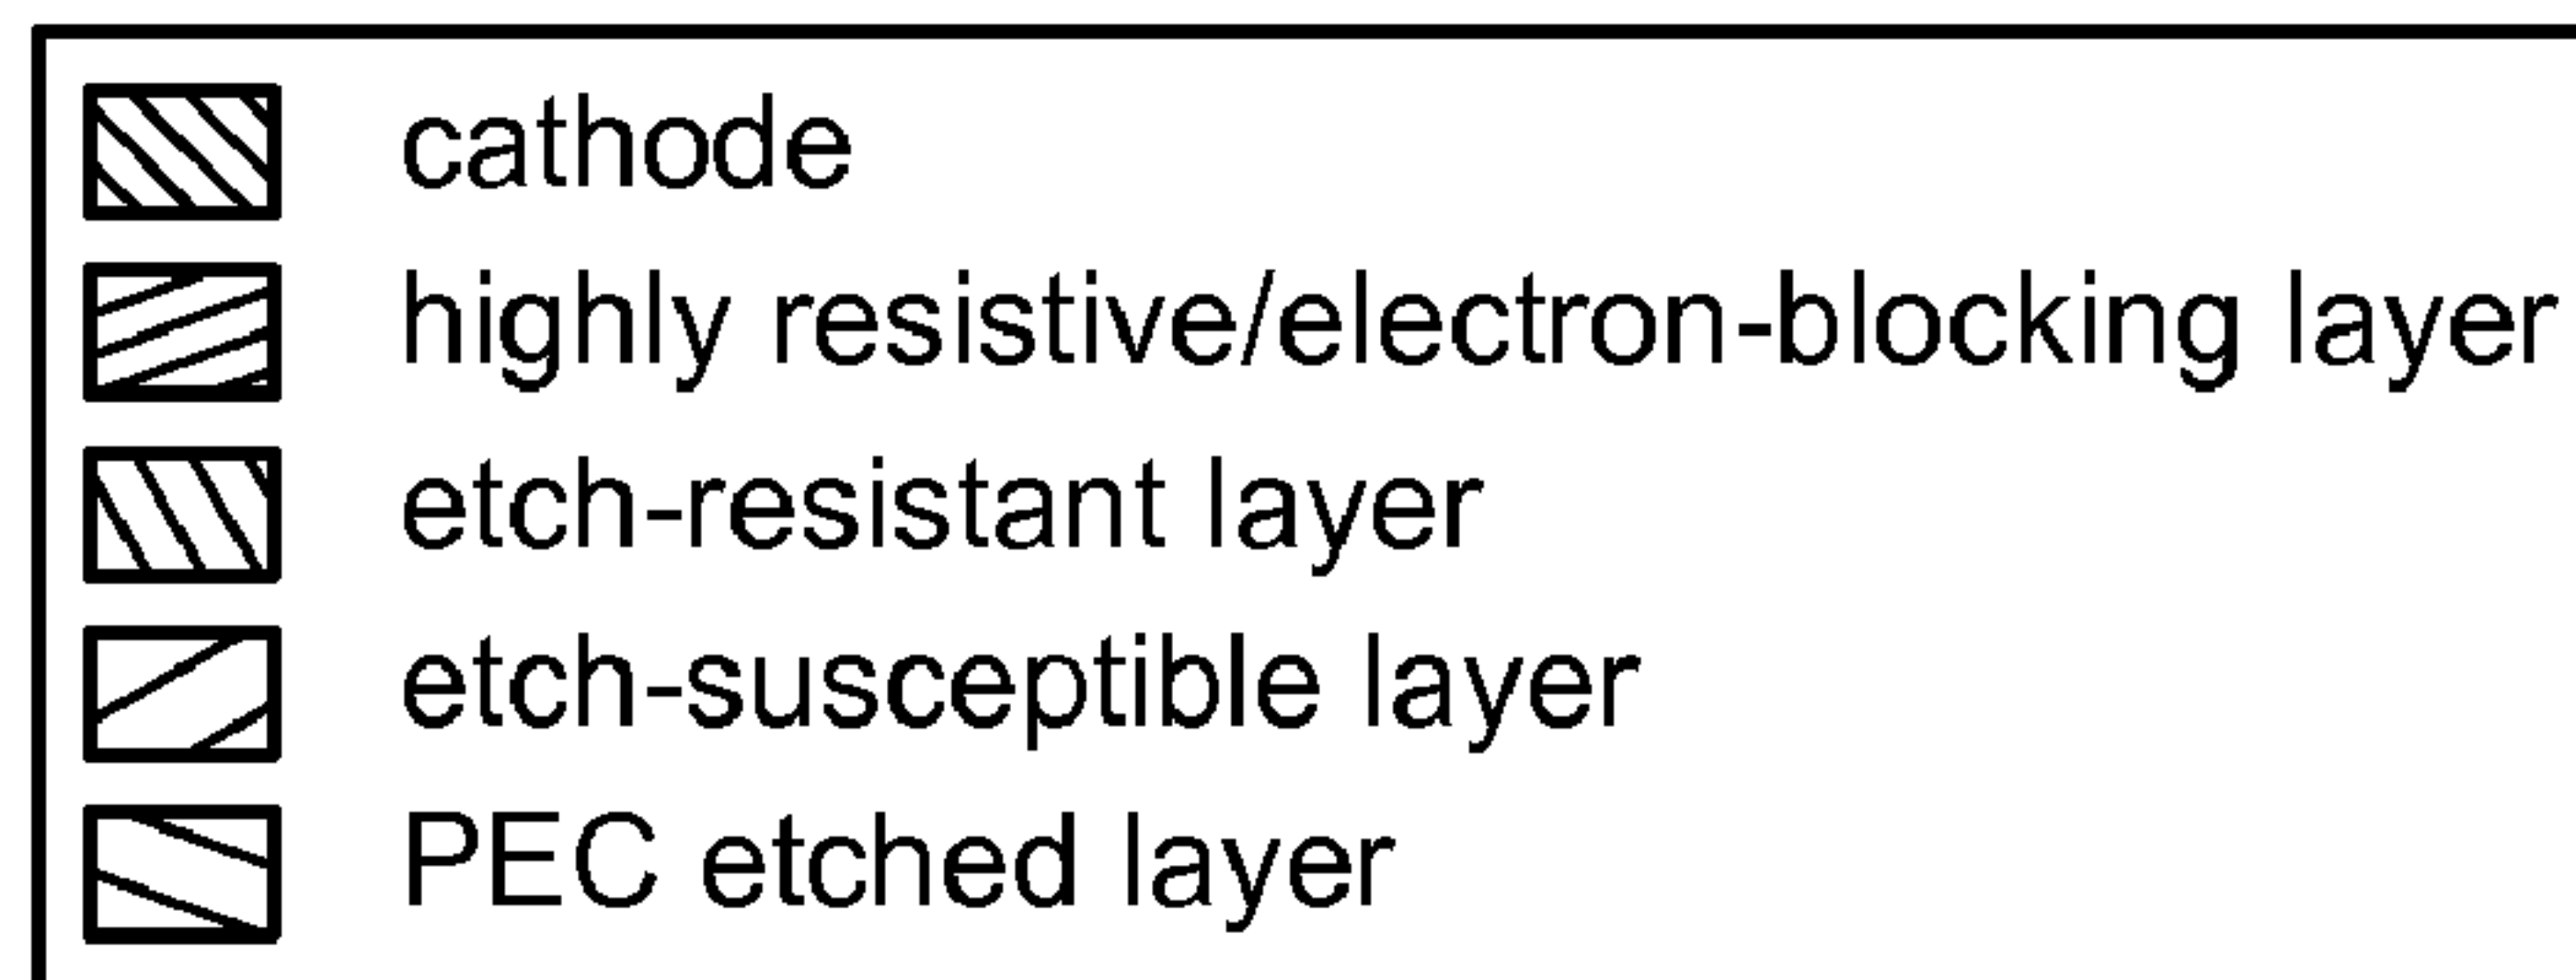 cathode
highly resistive/electron-blocking layer
etch-resistant layer
etch-susceptible layer
PEC etched layer